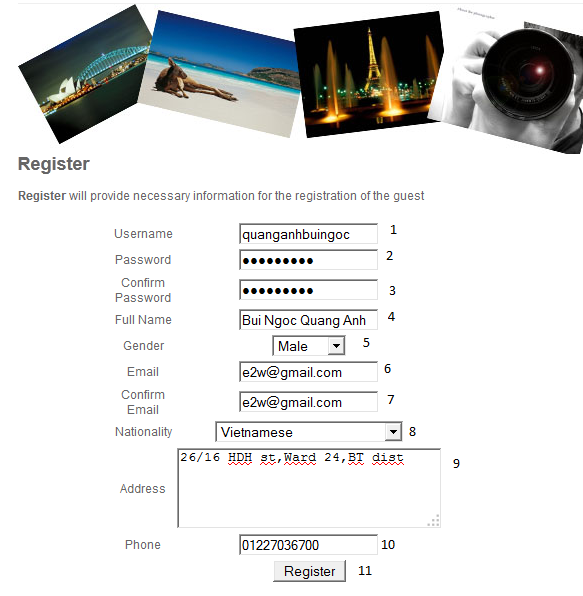 Register
Register will provide necessary information for the registration of the guest
Username quanganhbuingoc 1
Password ●●●●●●●●● 2
Confirm
Password ●●●●●●●●● 3
Full Name Bui Ngoc Quang Anh 4
Gender Male 5
Email e2w@gmail.com 6
Confirm
Email e2w@gmail.com 7
Nationality Vietnamese 8
Address 26/16 HDH st,Ward 24,BT dist 9
Phone 01227036700 10
Register 11